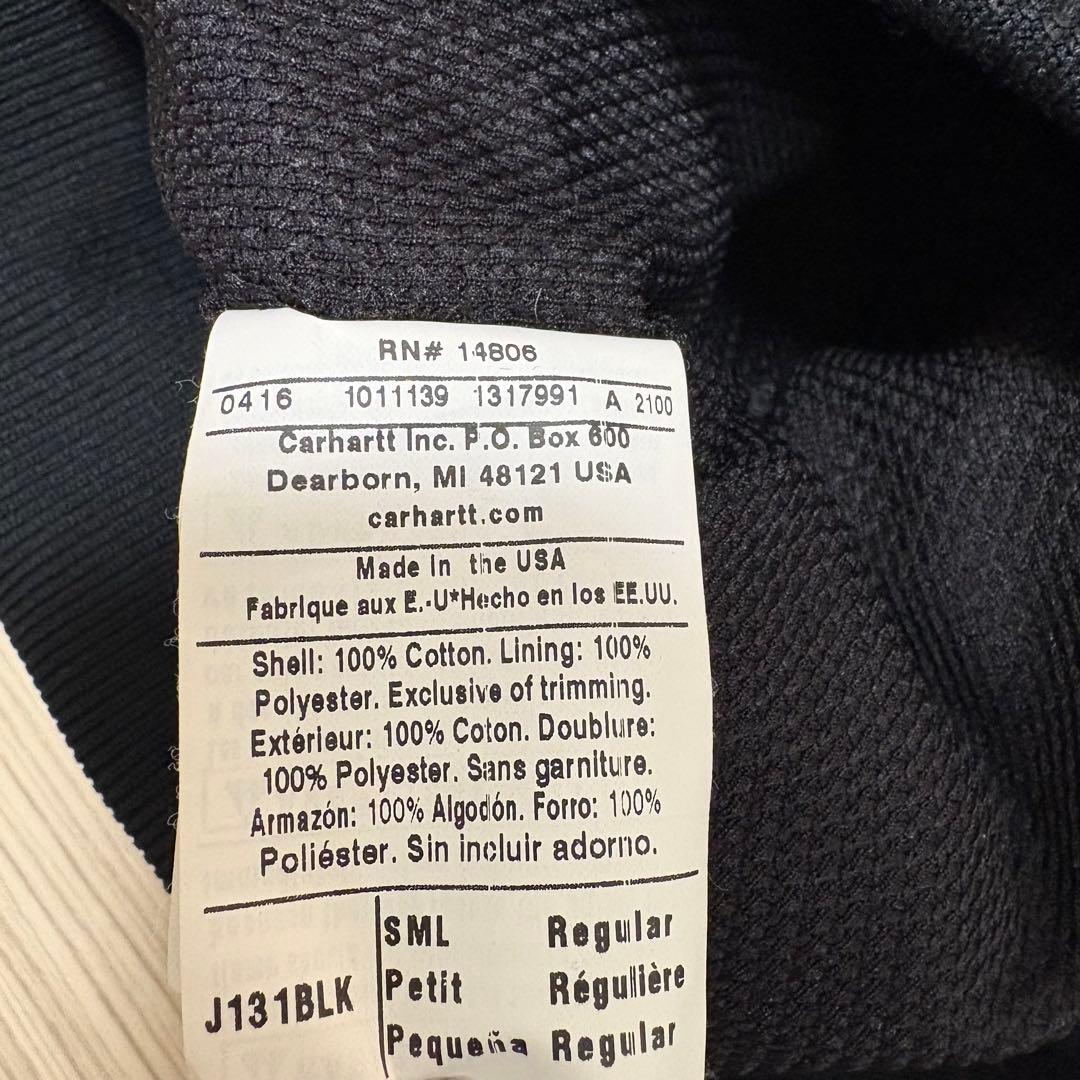 RN# 14806
0416 1011139 1317991 A 2100
Carhartt Inc. P.O. Box 600
Dearborn, MI 48121 USA
carhartt.com
Made in the USA
Fabrique aux E.-U*Hecho en los EE.UU.
Shell: 100% Cotton. Lining: 100%
Polyester. Exclusive of trimming.
Extérieur: 100% Coton. Doublure:
100% Polyester. Sans garniture.
Armazón: 100% Algodón. Forro: 100%
Poliéster. Sin incluir adorno.
J131BLK
SML Regular
Petit Régulière
Pequeña Regular